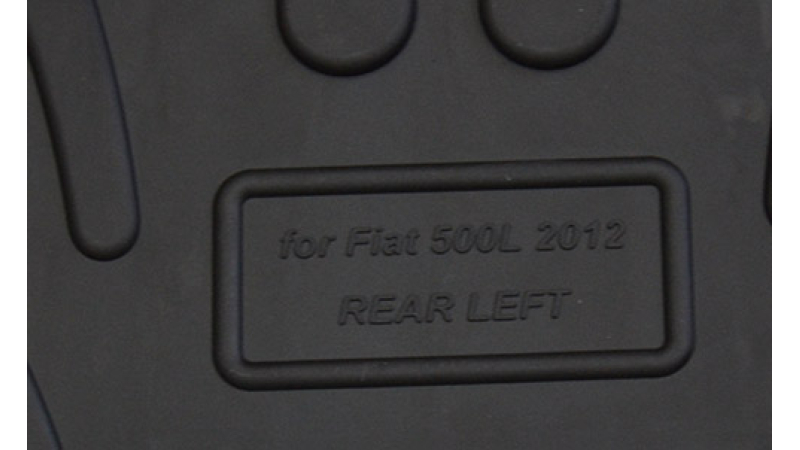 for Fiat 500L 2012
REAR LEFT